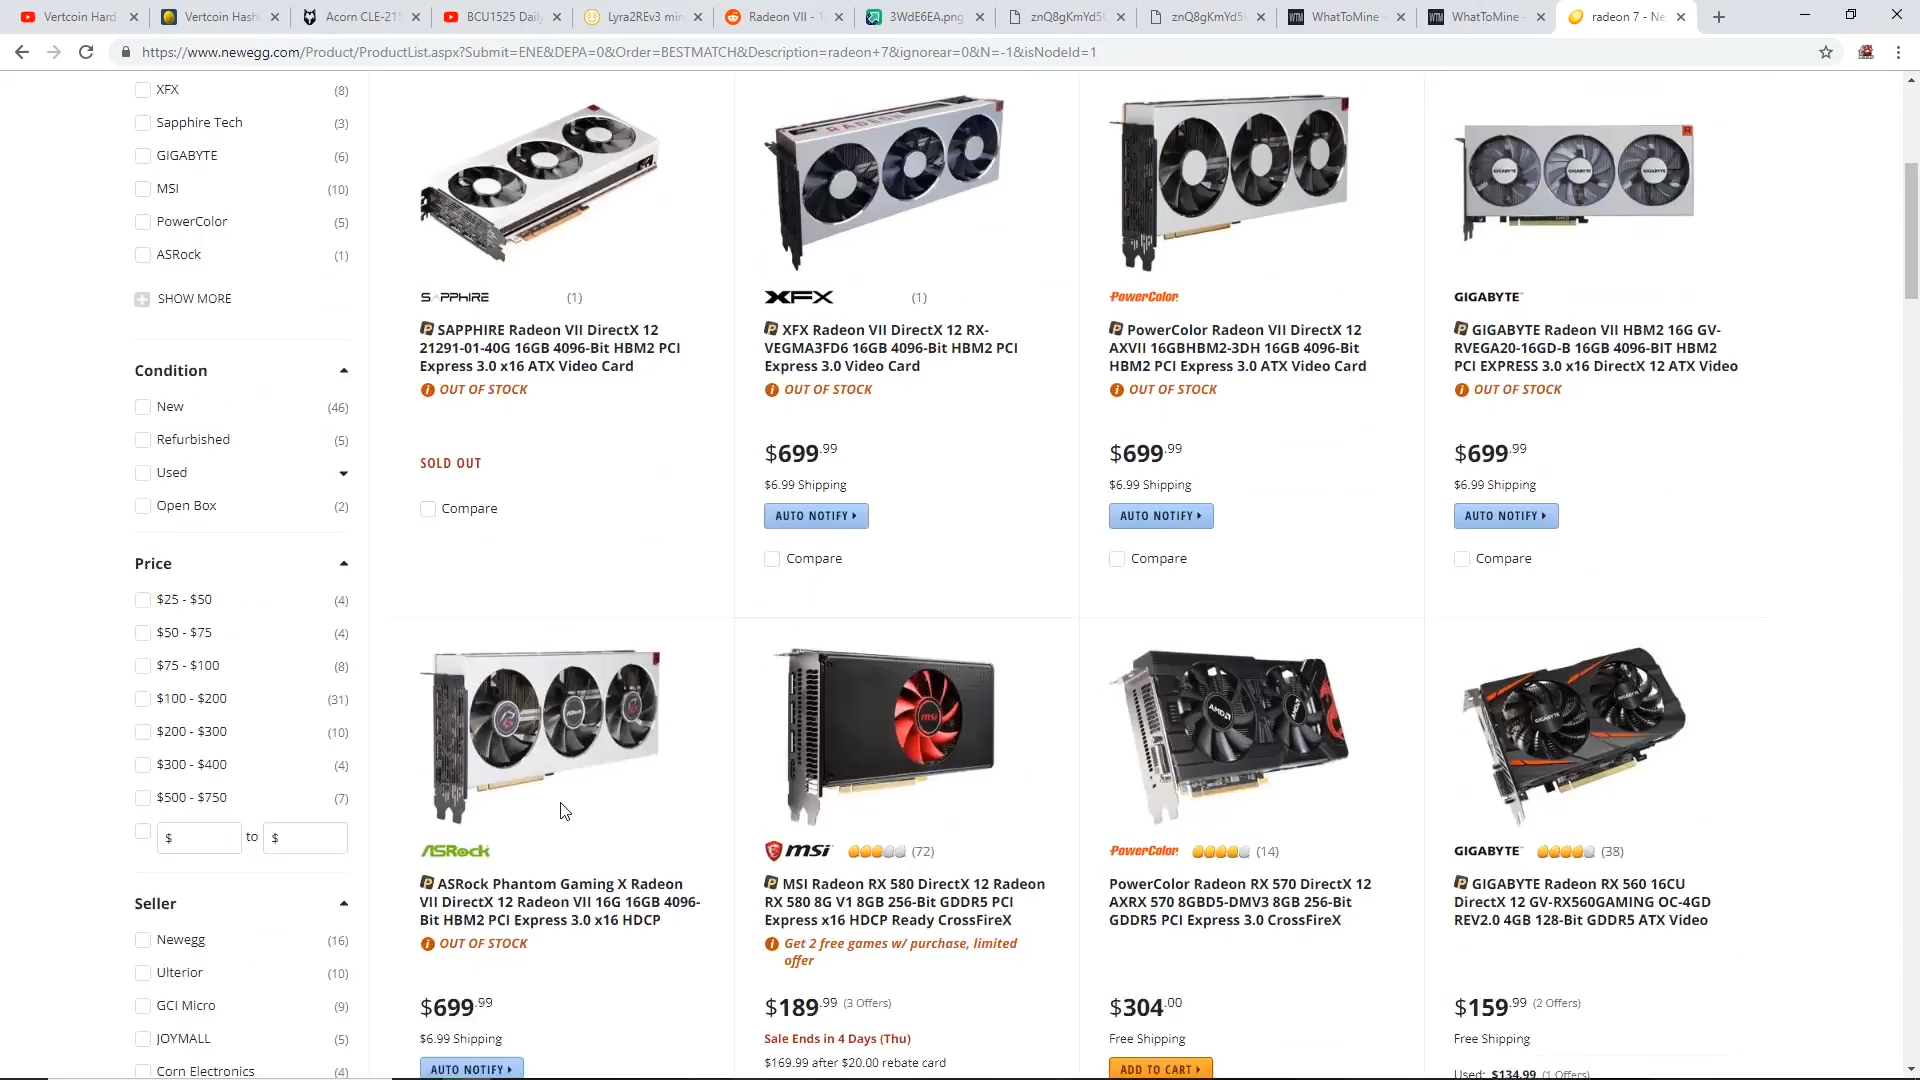 Vertcoin Hard
Vertcoin Hash
Acorn CLE-215
BCU1525 Daily
Lyra2REv3 min
Radeon VII - 1
3WdE6EA.png
znQ8gKmYd5
znQ8gKmYd5
WhatToMine -
WhatToMine -
radeon 7 - Ne
https://www.newegg.com/Product/ProductList.aspx?Submit=ENE&DEPA=0&Order=BESTMATCH&Description=radeon+7&ignorear=0&N=-1&isNodeId=1
XFX (8)
Sapphire Tech (3)
GIGABYTE (6)
MSI (10)
PowerColor (5)
ASRock (1)
SHOW MORE
Condition
New (46)
Refurbished (5)
Used
Open Box (2)
Price
$25 - $50 (4)
$50 - $75 (4)
$75 - $100 (8)
$100 - $200 (31)
$200 - $300 (10)
$300 - $400 (4)
$500 - $750 (7)
$ to $
Seller
Newegg (16)
Ulterior (10)
GCI Micro (9)
JOYMALL (5)
Corn Electronics (4)
SAPPHIRE (1)
SAPPHIRE Radeon VII DirectX 12
21291-01-40G 16GB 4096-Bit HBM2 PCI
Express 3.0 x16 ATX Video Card
OUT OF STOCK
SOLD OUT
Compare
RADEON
XFX (1)
XFX Radeon VII DirectX 12 RX-
VEGMA3FD6 16GB 4096-Bit HBM2 PCI
Express 3.0 Video Card
OUT OF STOCK
$699.99
$6.99 Shipping
AUTO NOTIFY
Compare
PowerColor
PowerColor Radeon VII DirectX 12
AXVII 16GBHBM2-3DH 16GB 4096-Bit
HBM2 PCI Express 3.0 ATX Video Card
OUT OF STOCK
$699.99
$6.99 Shipping
AUTO NOTIFY
Compare
R
GIGABYTE GIGABYTE GIGABYTE
GIGABYTE™
GIGABYTE Radeon VII HBM2 16G GV-
RVEGA20-16GD-B 16GB 4096-BIT HBM2
PCI EXPRESS 3.0 x16 DirectX 12 ATX Video
OUT OF STOCK
$699.99
$6.99 Shipping
AUTO NOTIFY
Compare
ASRock
ASRock
ASRock Phantom Gaming X Radeon
VII DirectX 12 Radeon VII 16G 16GB 4096-
Bit HBM2 PCI Express 3.0 x16 HDCP
OUT OF STOCK
$699.99
$6.99 Shipping
AUTO NOTIFY
msi
msi (72)
MSI Radeon RX 580 DirectX 12 Radeon
RX 580 8G V1 8GB 256-Bit GDDR5 PCI
Express x16 HDCP Ready CrossFireX
Get 2 free games w/ purchase, limited
offer
$189.99 (3 Offers)
Sale Ends in 4 Days (Thu)
$169.99 after $20.00 rebate card
AMD AMD
PowerColor (14)
PowerColor Radeon RX 570 DirectX 12
AXRX 570 8GBD5-DMV3 8GB 256-Bit
GDDR5 PCI Express 3.0 CrossFireX
$304.00
Free Shipping
ADD TO CART
GIGABYTE GIGABYTE
GIGABYTE™ (38)
GIGABYTE Radeon RX 560 16CU
DirectX 12 GV-RX560GAMING OC-4GD
REV2.0 4GB 128-Bit GDDR5 ATX Video
$159.99 (2 Offers)
Free Shipping
Used: $134.99 (1 Offers)